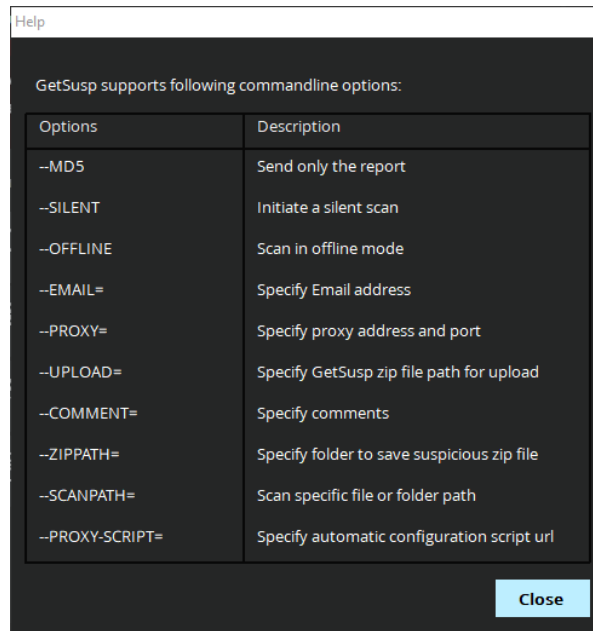 Help
GetSusp supports following commandline options:
Options Description
--MD5 Send only the report
--SILENT Initiate a silent scan
--OFFLINE Scan in offline mode
--EMAIL= Specify Email address
--PROXY= Specify proxy address and port
--UPLOAD= Specify GetSusp zip file path for upload
--COMMENT= Specify comments
--ZIPPATH= Specify folder to save suspicious zip file
--SCANPATH= Scan specific file or folder path
--PROXY-SCRIPT= Specify automatic configuration script url
Close